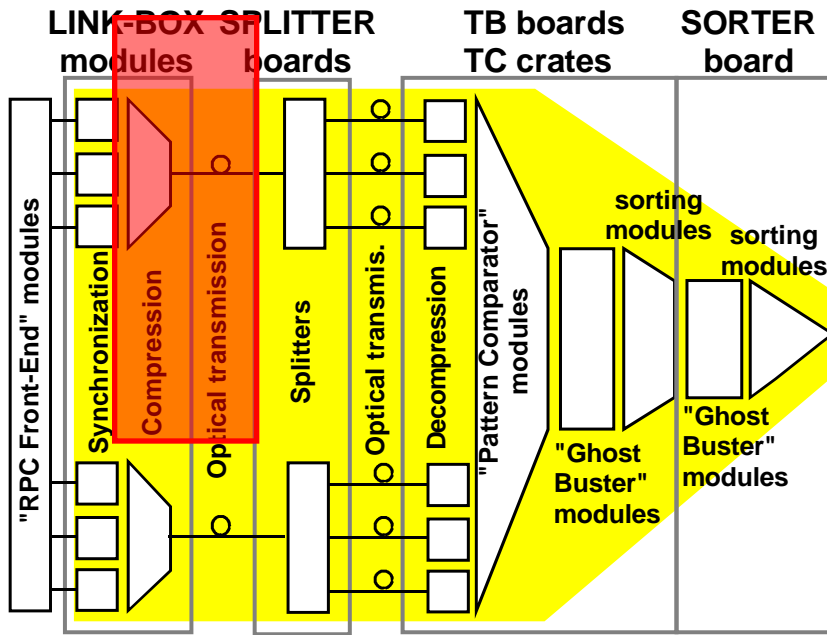 LINK-BOX SPLITTER TB boards SORTER
modules boards TC crates board
"RPC Front-End" modules
Synchronization
Compression
Optical transmission
Splitters
Optical transmis.
Decompression
"Pattern Comparator"
modules
sorting
modules
sorting
modules
"Ghost
Buster"
modules
"Ghost
Buster"
modules